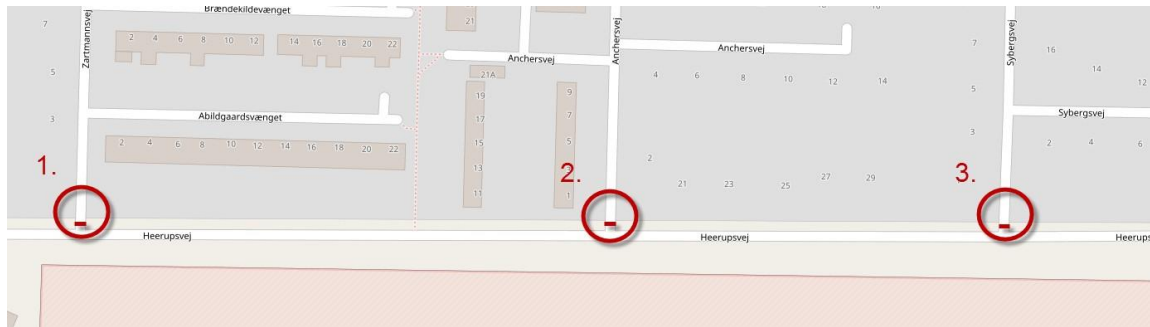 Brændekildevænget
21
16
7
2 4 6 8 10 12
14 16 18 20 22
Zartmannsvej
Anchersvej
Anchersvej
Anchersvej
Sybergsvej
7
16
14
12
5
21A
4 6 8 10 12 14
5
19
9
3
Abildgaardsvænget
17
7
Sybergsvej
2 4 6 8 10 12 14 16 18 20 22
15
5
3
2 4 6
1.
13
2.
2
3.
11
1
21 23 25 27 29
Heerupsvej
Heerupsvej
Heerups